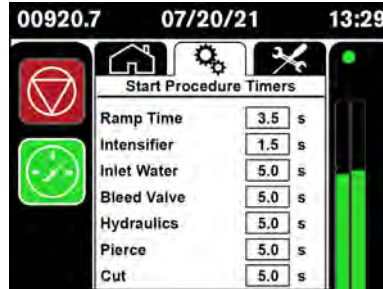 00920.7 07/20/21 13:29
Start Procedure Timers
Ramp Time 3.5 s
Intensifier 1.5 s
Inlet Water 5.0 s
Bleed Valve 5.0 s
Hydraulics 5.0 s
Pierce 5.0 s
Cut 5.0 s